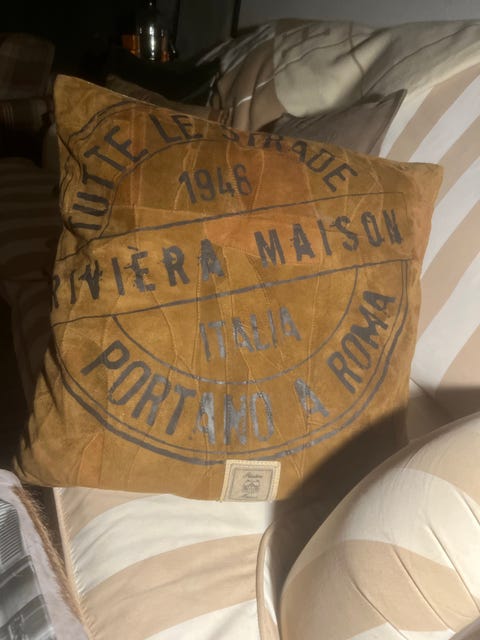 TUTTE LE STRADE
1946
RIVIÈRA MAISON
ITALIA
PORTANO A ROMA